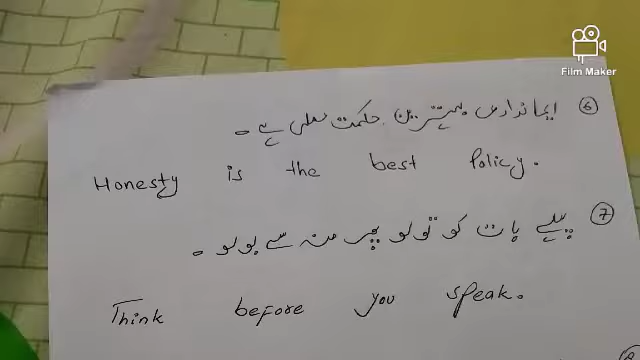 Film Maker
ایمانداری بہترین حکمت عملی ہے۔ ⑥
Honesty is the best Policy.
پہلے بات کو تولو پھر منہ سے بولو۔ ⑦
Think before you speak.